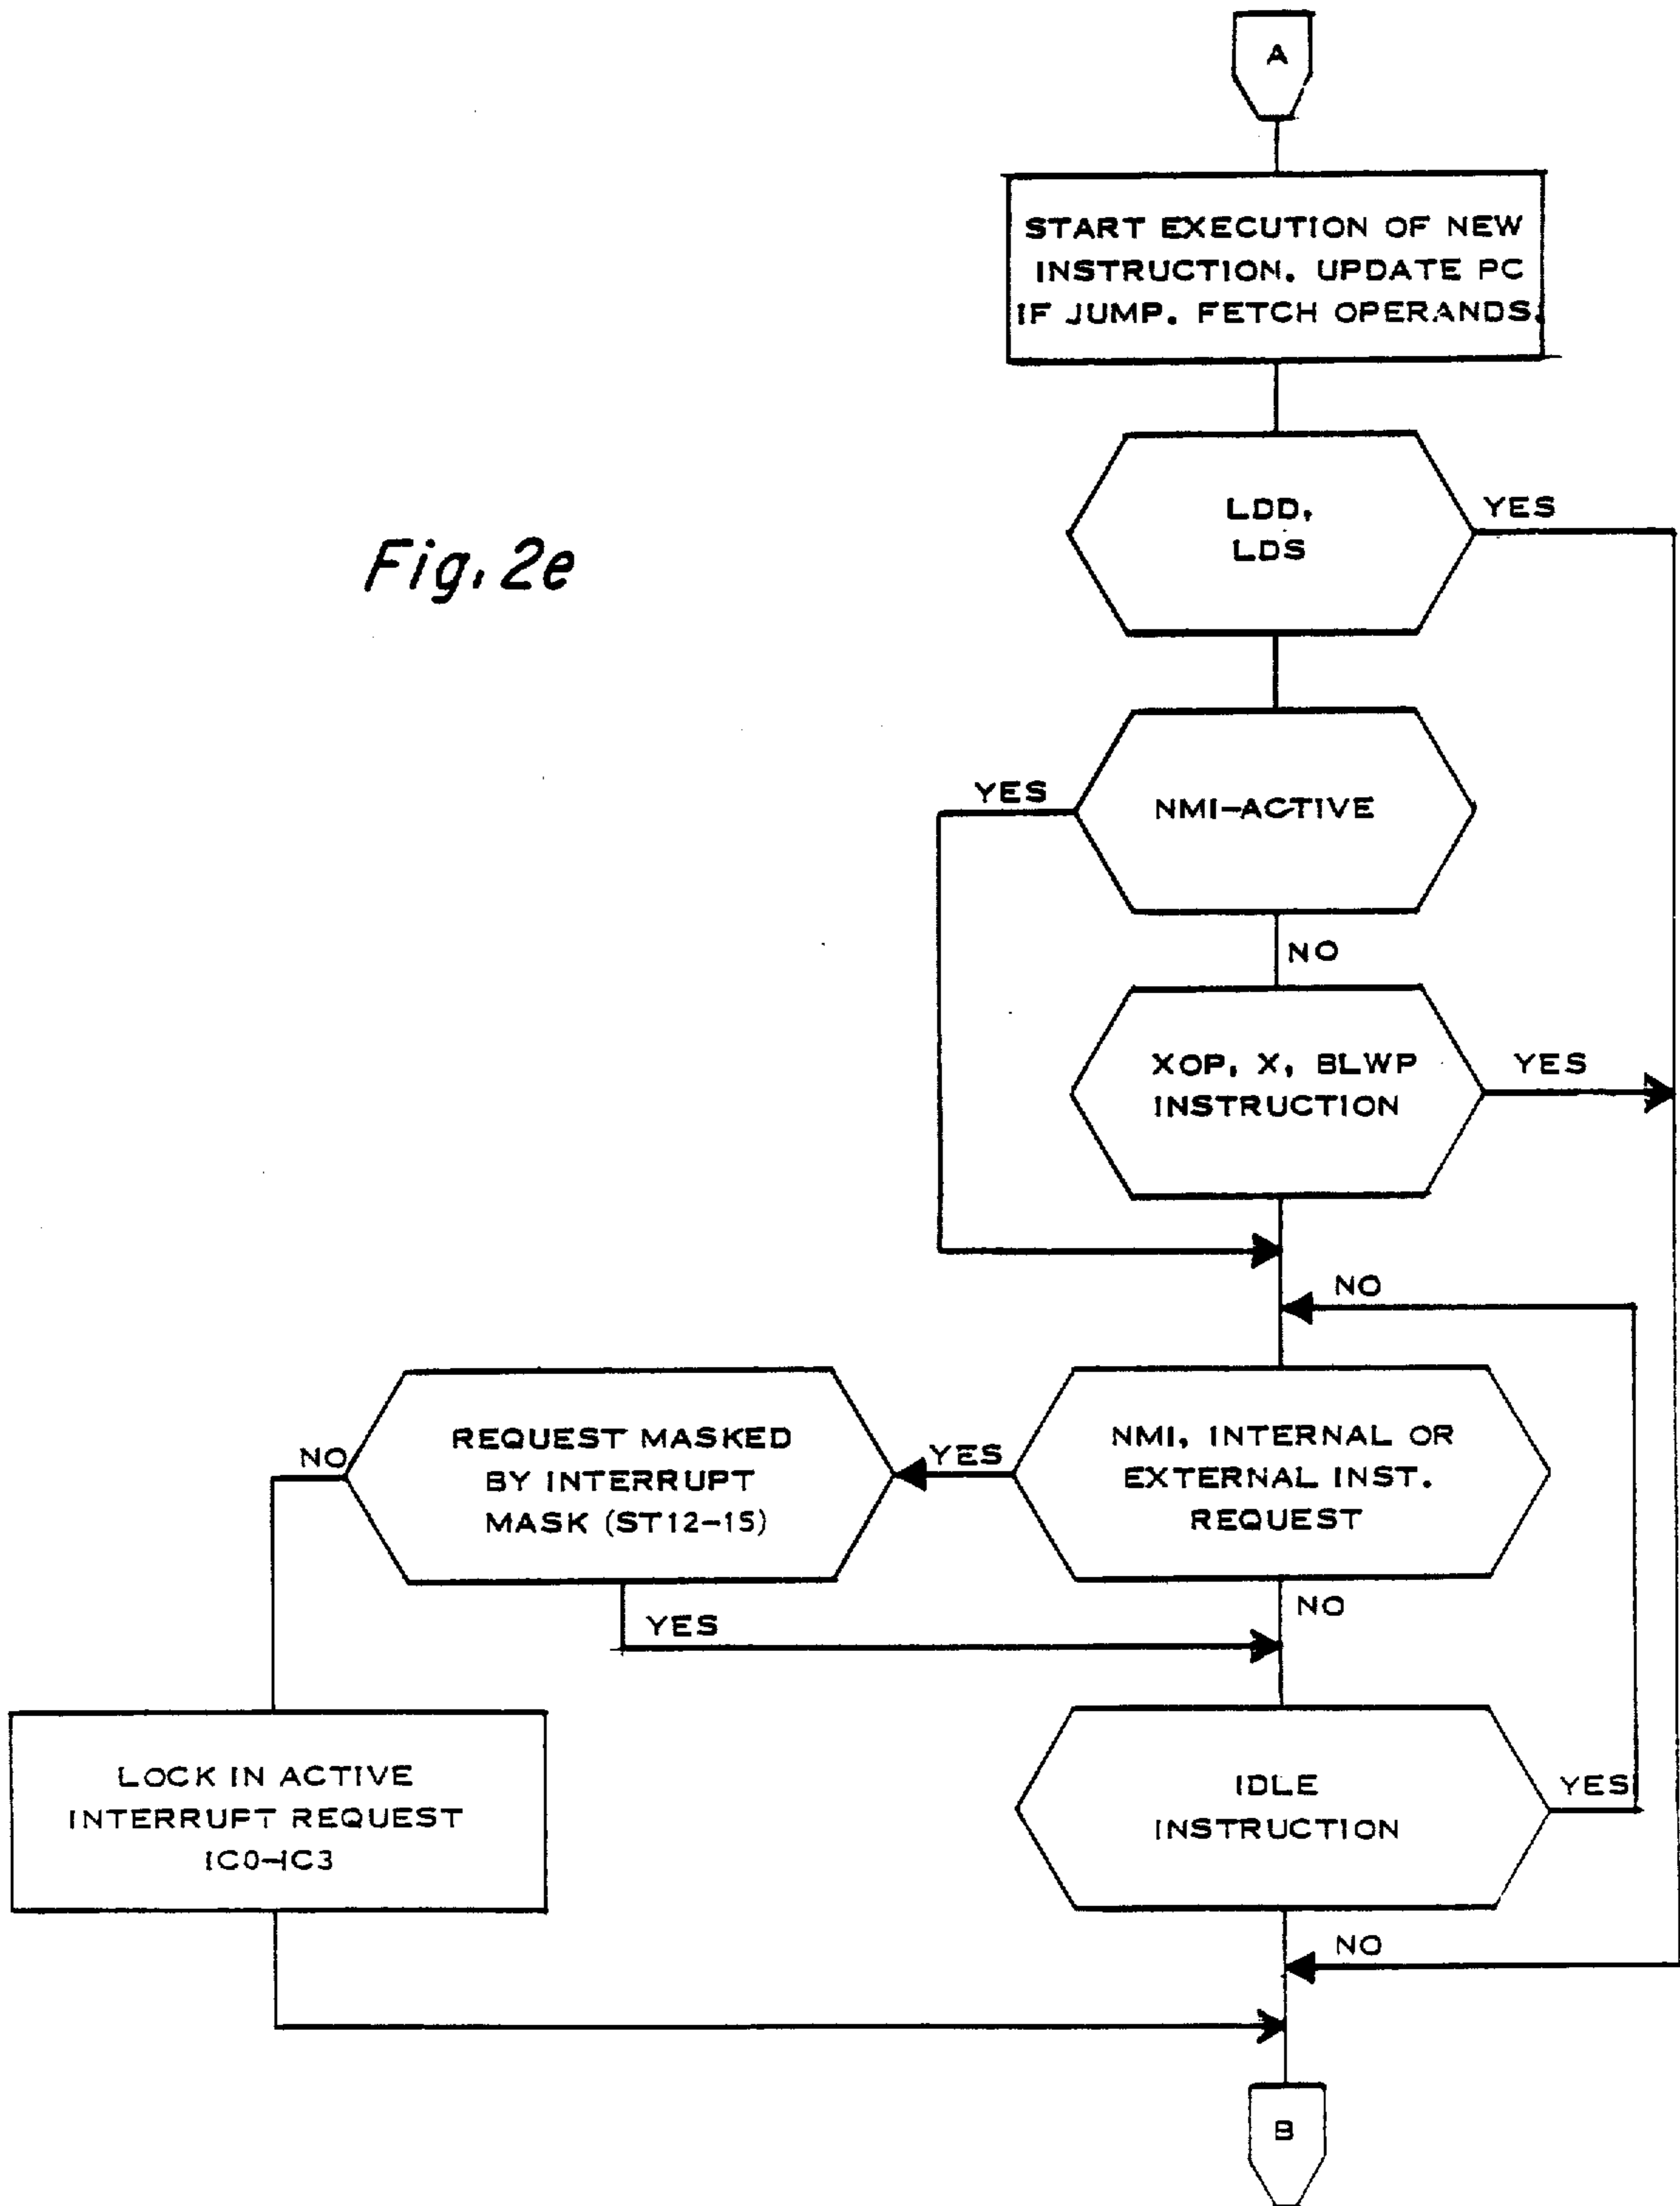 A
START EXECUTION OF NEW
INSTRUCTION. UPDATE PC
IF JUMP. FETCH OPERANDS.
LDD,
LDS
YES
Fig. 2e
YES
NMI-ACTIVE
NO
XOP, X, BLWP
INSTRUCTION
YES
NO
REQUEST MASKED
BY INTERRUPT
MASK (ST12-15)
NO
YES
NMI, INTERNAL OR
EXTERNAL INST.
REQUEST
YES
NO
LOCK IN ACTIVE
INTERRUPT REQUEST
IC0-IC3
IDLE
INSTRUCTION
YES
NO
B